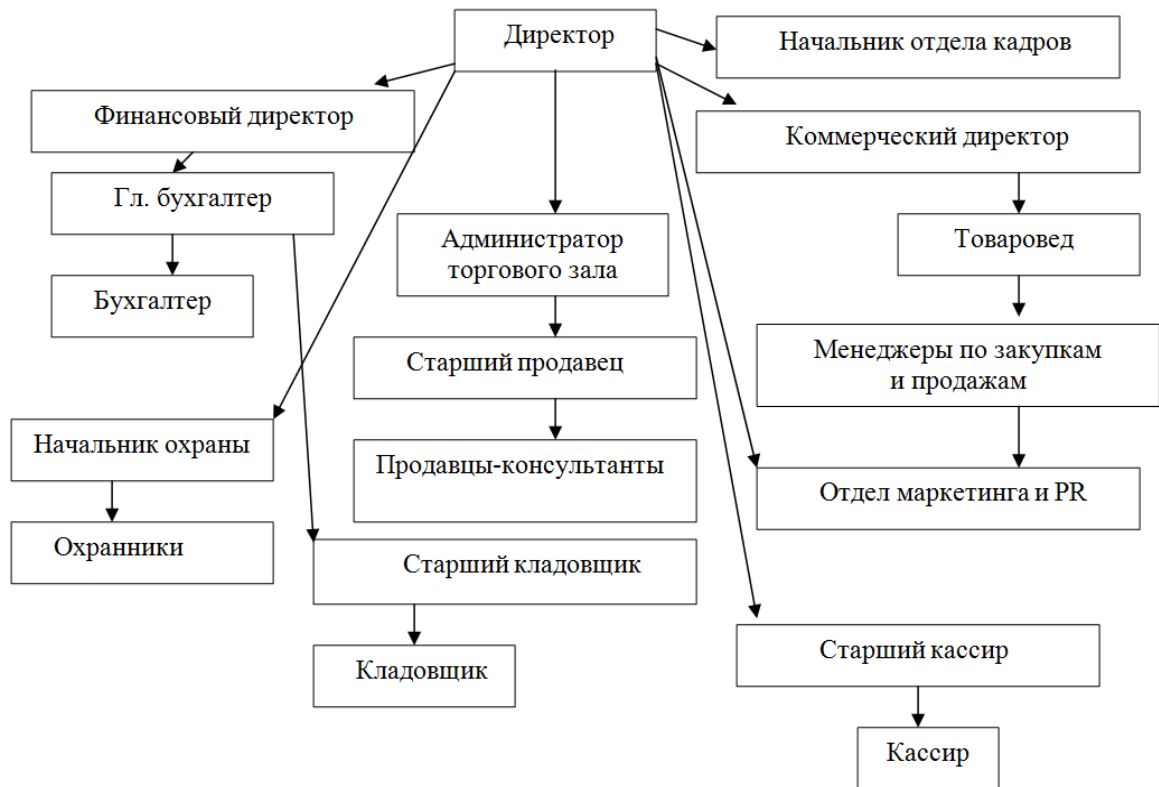 Директор
Начальник отдела кадров
Финансовый директор
Коммерческий директор
Гл. бухгалтер
Администратор
торгового зала
Товаровед
Бухгалтер
Старший продавец
Менеджеры по закупкам
и продажам
Начальник охраны
Продавцы-консультанты
Отдел маркетинга и PR
Охранники
Старший кладовщик
Старший кассир
Кладовщик
Кассир